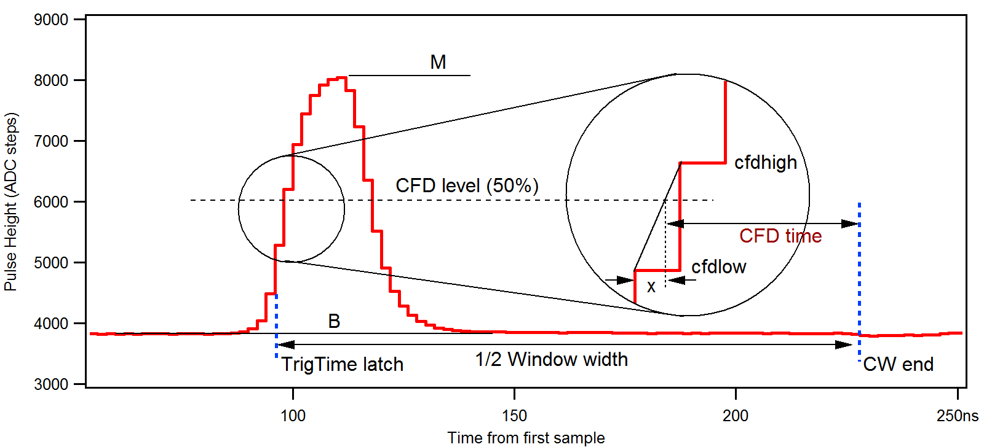 9000
8000
7000
6000
5000
4000
3000
Pulse Height (ADC steps)
M
CFD level (50%)
cfdhigh
CFD time
cfdlow
x
B
TrigTime latch
1/2 Window width
CW end
100
150
200
250ns
Time from first sample